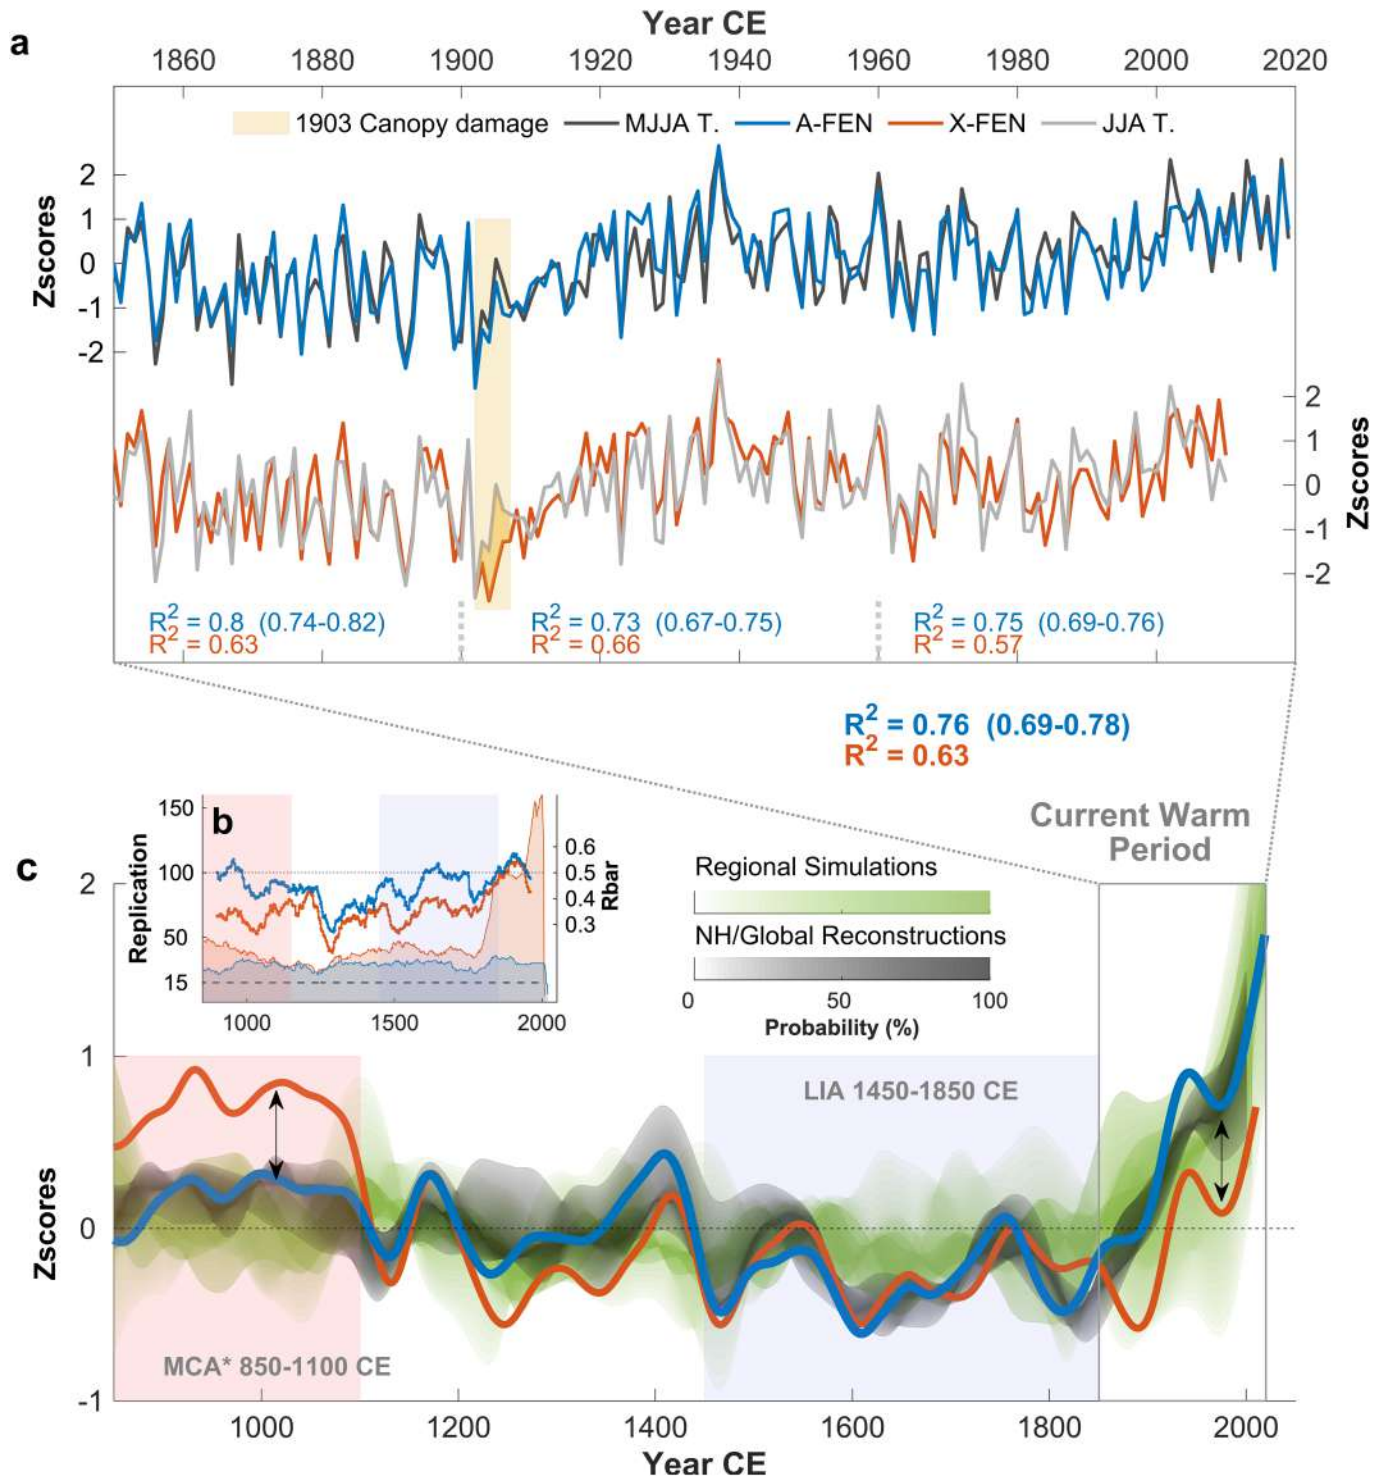 a
Year CE
1860 1880 1900 1920 1940 1960 1980 2000 2020
1903 Canopy damage MJJA T. A-FEN X-FEN JJA T.
Zscores
2
1
0
-1
-2
Zscores
2
1
0
-1
-2
R² = 0.8 (0.74-0.82)
R² = 0.63
R² = 0.73 (0.67-0.75)
R² = 0.66
R² = 0.75 (0.69-0.76)
R² = 0.57
R² = 0.76 (0.69-0.78)
R² = 0.63
b
Replication
150
100
50
15
Rbar
0.6
0.5
0.4
0.3
1000 1500 2000
Regional Simulations
NH/Global Reconstructions
0 50 100
Probability (%)
Current Warm
Period
c
Zscores
2
1
0
-1
LIA 1450-1850 CE
MCA* 850-1100 CE
1000 1200 1400 1600 1800 2000
Year CE